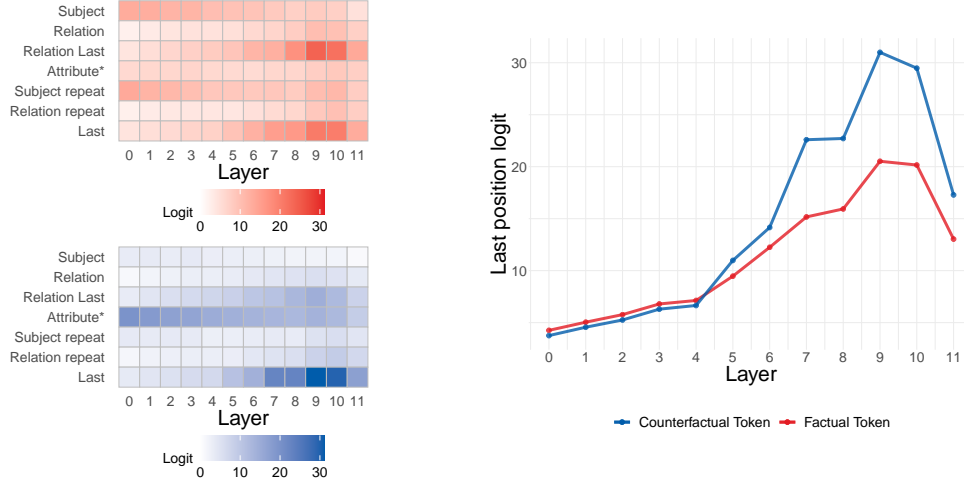 Subject
Relation
Relation Last
Attribute*
Subject repeat
Relation repeat
Last
0 1 2 3 4 5 6 7 8 9 10 11
Layer
Logit
0 10 20 30
Subject
Relation
Relation Last
Attribute*
Subject repeat
Relation repeat
Last
0 1 2 3 4 5 6 7 8 9 10 11
Layer
Logit
0 10 20 30
Last position logit
30
20
10
0 1 2 3 4 5 6 7 8 9 10 11
Layer
Counterfactual Token Factual Token